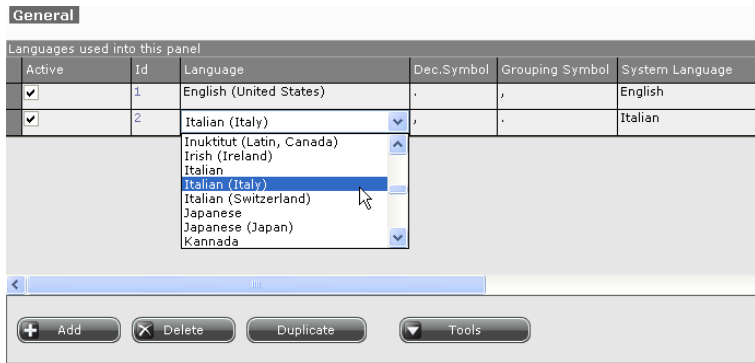 General
Languages used into this panel
Active Id Language Dec.Symbol Grouping Symbol System Language
1 English (United States) . , English
2 Italian (Italy) , . Italian
Inuktitut (Latin, Canada)
Irish (Ireland)
Italian
Italian (Italy)
Italian (Switzerland)
Japanese
Japanese (Japan)
Kannada
Add Delete Duplicate Tools